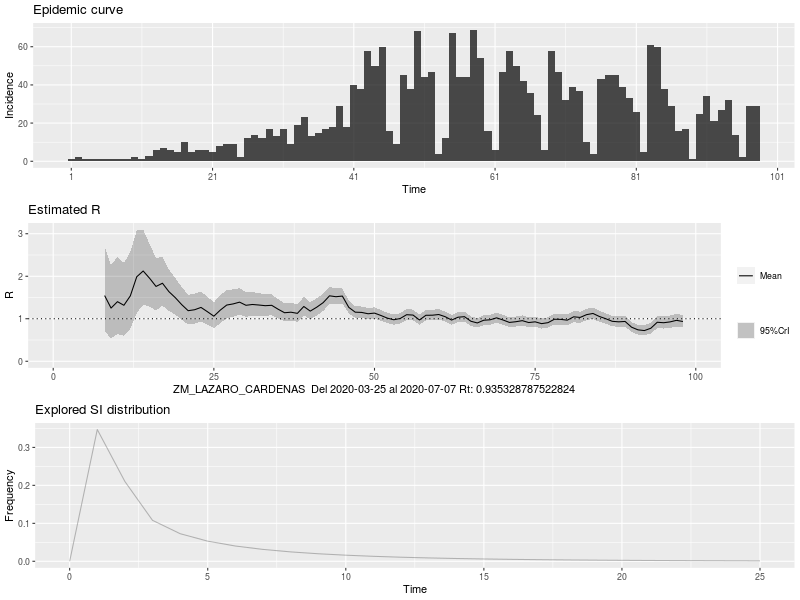 Epidemic curve
60
40
20
0
Incidence
1 21 41 61 81 101
Time
Estimated R
3
2
1
0
R
Mean
95%CrI
0 25 50 75 100
ZM_LAZARO_CARDENAS Del 2020-03-25 al 2020-07-07 Rt: 0.935328787522824
Explored SI distribution
0.3
0.2
0.1
0.0
Frequency
0 5 10 15 20 25
Time